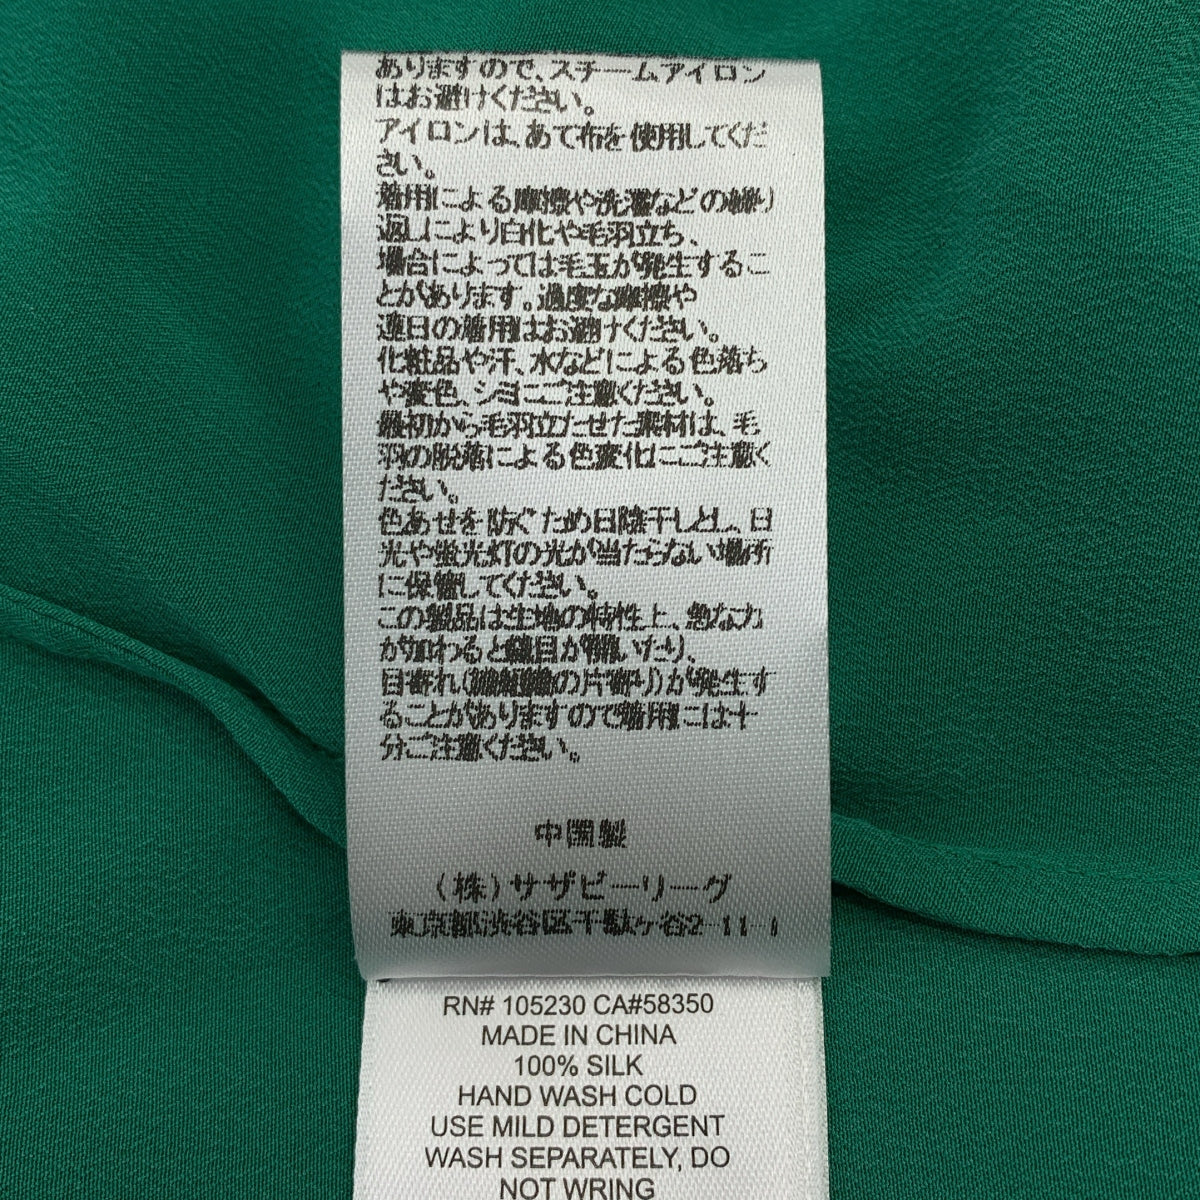 ありますので、スチームアイロン
はお避けください。
アイロンは、あて布を使用してくだ
さい。
着用による摩擦や洗濯などの繰り
返しにより白化や毛羽立ち、
場合によっては毛玉が発生するこ
とがあります。過度な摩擦や
連日の着用はお避けください。
化粧品や汗、水などによる色落ち
や変色、シミにご注意ください。
最初から毛羽立たせた素材は、毛
羽の脱落による色変化にご注意く
ださい。
色あせを防ぐため日陰干しとし、日
光や蛍光灯の光が当たらない場所
に保管してください。
この製品は生地の特性上、急な力
が加わると縫目が開いたり、
目寄れ(の片寄り)が発生す
ることがありますので着用には十
分ご注意ください。
中国製
(株)サザビーリーグ
東京都渋谷区千駄ヶ谷2-11-1
RN# 105230 CA#58350
MADE IN CHINA
100% SILK
HAND WASH COLD
USE MILD DETERGENT
WASH SEPARATELY, DO
NOT WRING